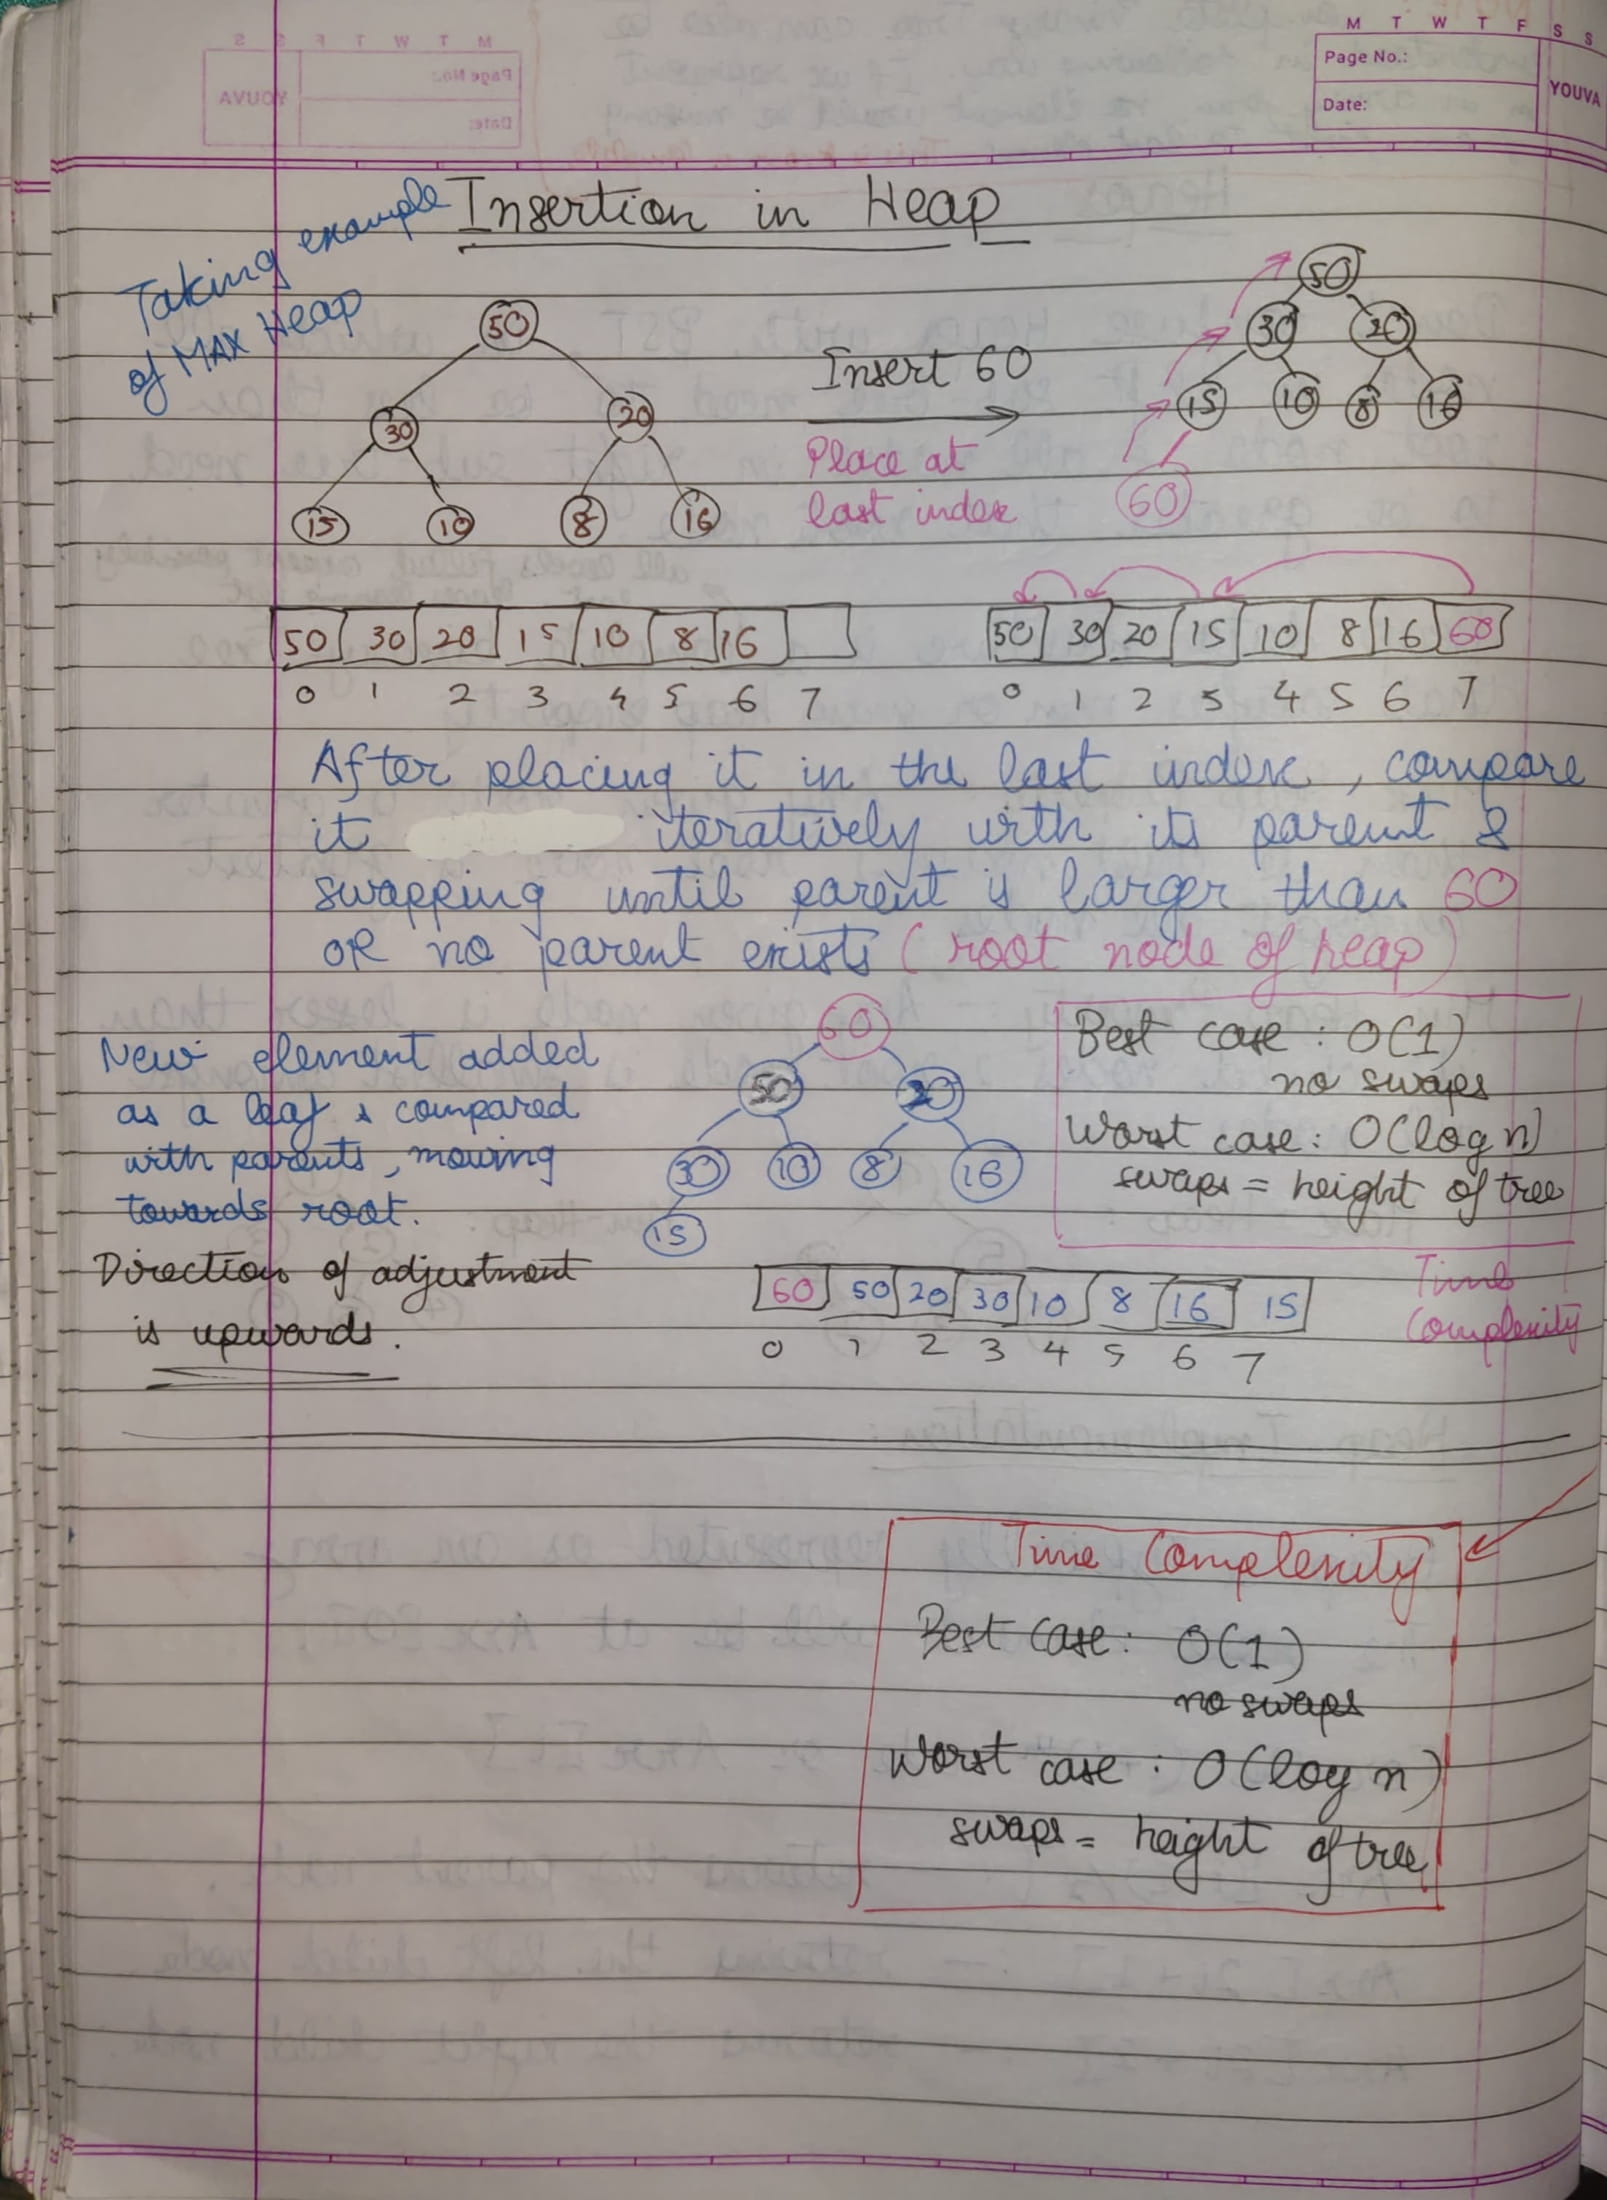 M T W T F S S
Page No.:
Date:
YOUVA
Insertion in Heap
Taking example
of MAX Heap
50
30 20
15 10 8 16
Insert 60
Place at
last index
50
30 20
15 10 8 16
60
50 30 20 15 10 8 16
0 1 2 3 4 5 6 7
50 30 20 15 10 8 16 60
0 1 2 3 4 5 6 7
After placing it in the last index, compare
it iteratively with its parent &
swapping until parent is larger than 60
OR no parent exists (root node of heap)
New element added
as a leaf & compared
with parents, moving
towards root.
Direction of adjustment
is upwards.
60
50 20
30 10 8 16
15
60 50 20 30 10 8 16 15
0 1 2 3 4 5 6 7
Best case : O(1)
no swaps
Worst case : O(log n)
swaps = height of tree
Time
Complexity
Time Complexity
Best case : O(1)
no swaps
Worst case : O(log n)
swaps = height of tree